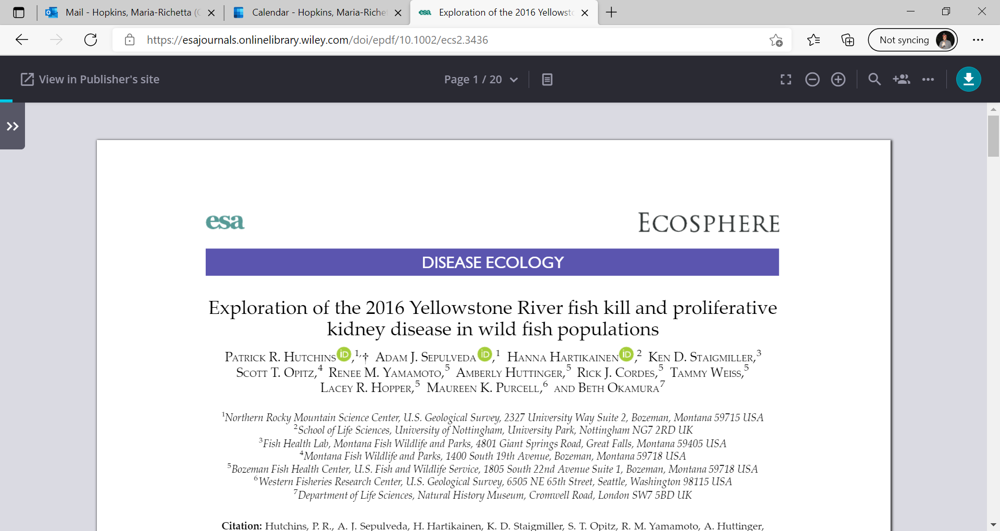 Mail - Hopkins, Maria-Richetta (
Calendar - Hopkins, Maria-Riche
esa Exploration of the 2016 Yellowst
https://esajournals.onlinelibrary.wiley.com/doi/epdf/10.1002/ecs2.3436
Not syncing
View in Publisher's site
Page 1 / 20
esa
ECOSPHERE
DISEASE ECOLOGY
Exploration of the 2016 Yellowstone River fish kill and proliferative
kidney disease in wild fish populations
PATRICK R. HUTCHINS iD,1,† ADAM J. SEPULVEDA iD,1 HANNA HARTIKAINEN iD,2 KEN D. STAIGMILLER,3
SCOTT T. OPITZ,4 RENEE M. YAMAMOTO,5 AMBERLY HUTTINGER,5 RICK J. CORDES,5 TAMMY WEISS,5
LACEY R. HOPPER,5 MAUREEN K. PURCELL,6 AND BETH OKAMURA7
1Northern Rocky Mountain Science Center, U.S. Geological Survey, 2327 University Way Suite 2, Bozeman, Montana 59715 USA
2School of Life Sciences, University of Nottingham, University Park, Nottingham NG7 2RD UK
3Fish Health Lab, Montana Fish Wildlife and Parks, 4801 Giant Springs Road, Great Falls, Montana 59405 USA
4Montana Fish Wildlife and Parks, 1400 South 19th Avenue, Bozeman, Montana 59718 USA
5Bozeman Fish Health Center, U.S. Fish and Wildlife Service, 1805 South 22nd Avenue Suite 1, Bozeman, Montana 59718 USA
6Western Fisheries Research Center, U.S. Geological Survey, 6505 NE 65th Street, Seattle, Washington 98115 USA
7Department of Life Sciences, Natural History Museum, Cromwell Road, London SW7 5BD UK
Citation: Hutchins, P. R., A. J. Sepulveda, H. Hartikainen, K. D. Staigmiller, S. T. Opitz, R. M. Yamamoto, A. Huttinger,